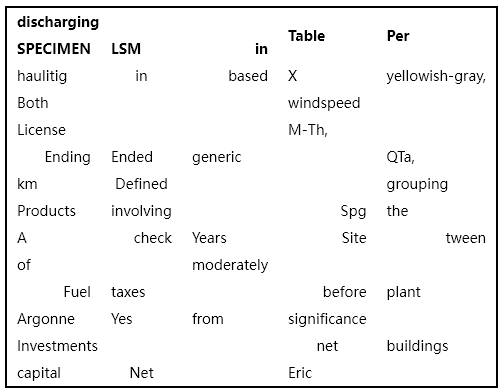 discharging
Table Per
SPECIMEN LSM in
haulitig in based X yellowish-gray,
Both windspeed
License M-Th,
Ending Ended generic QTa,
km Defined grouping
Products involving Spg the
A check Years Site tween
of moderately
Fuel taxes before plant
Argonne Yes from significance
Investments net buildings
capital Net Eric